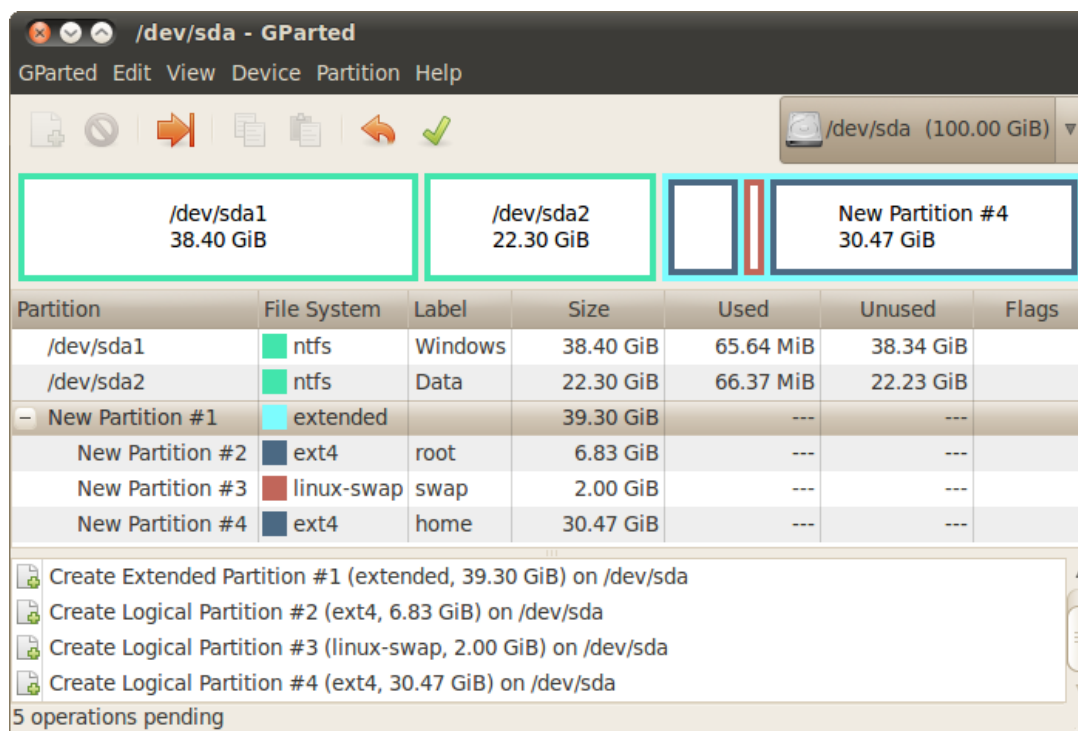 /dev/sda - GParted
GParted Edit View Device Partition Help
/dev/sda (100.00 GiB)
/dev/sda1
38.40 GiB
/dev/sda2
22.30 GiB
New Partition #4
30.47 GiB
Partition File System Label Size Used Unused Flags
/dev/sda1 ntfs Windows 38.40 GiB 65.64 MiB 38.34 GiB
/dev/sda2 ntfs Data 22.30 GiB 66.37 MiB 22.23 GiB
New Partition #1 extended 39.30 GiB --- ---
New Partition #2 ext4 root 6.83 GiB --- ---
New Partition #3 linux-swap swap 2.00 GiB --- ---
New Partition #4 ext4 home 30.47 GiB --- ---
Create Extended Partition #1 (extended, 39.30 GiB) on /dev/sda
Create Logical Partition #2 (ext4, 6.83 GiB) on /dev/sda
Create Logical Partition #3 (linux-swap, 2.00 GiB) on /dev/sda
Create Logical Partition #4 (ext4, 30.47 GiB) on /dev/sda
5 operations pending